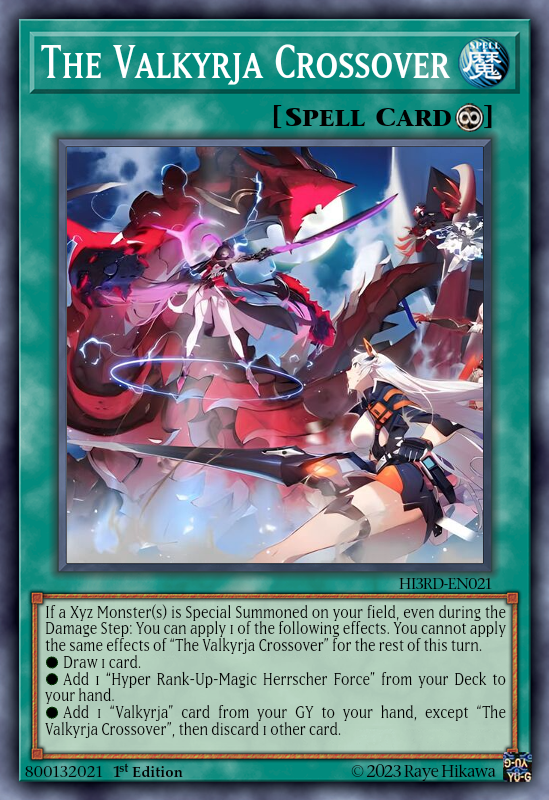 THE VALKYRJA CROSSOVER
SPELL
魔
[SPELL CARD ]
HI3RD-EN021
If a Xyz Monster(s) is Special Summoned on your field, even during the
Damage Step: You can apply 1 of the following effects. You cannot apply
the same effects of “The Valkyrja Crossover” for the rest of this turn.
● Draw 1 card.
● Add 1 “Hyper Rank-Up-Magic Herrscher Force” from your Deck to
your hand.
● Add 1 “Valkyrja” card from your GY to your hand, except “The
Valkyrja Crossover”, then discard 1 other card.
800132021 1st Edition
©2023 Raye Hikawa
YU-G
YU-G